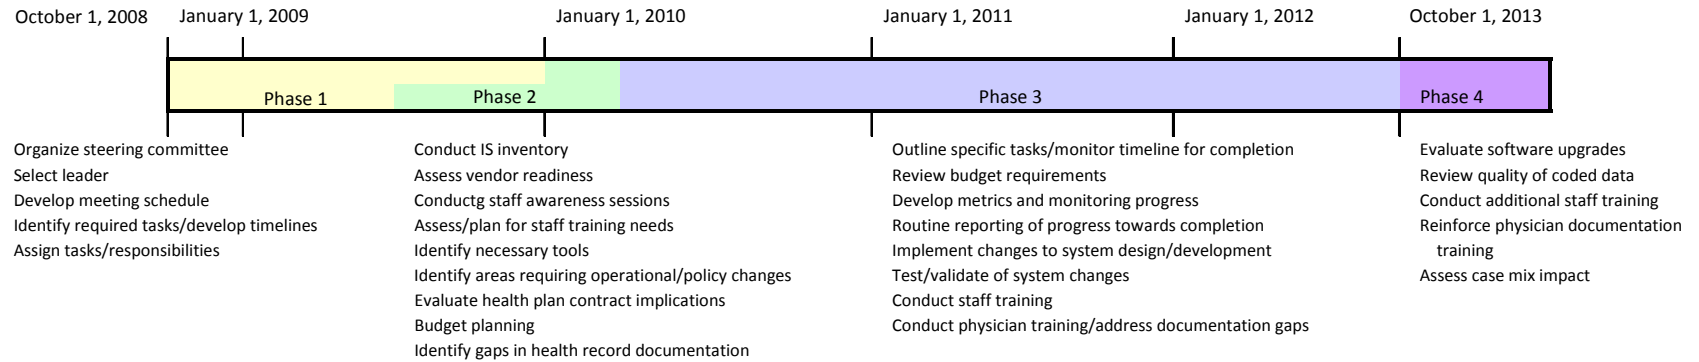 October 1, 2008
January 1, 2009
January 1, 2010
January 1, 2011
January 1, 2012
October 1, 2013
Phase 1
Phase 2
Phase 3
Phase 4
Organize steering committee
Select leader
Develop meeting schedule
Identify required tasks/develop timelines
Assign tasks/responsibilities
Conduct IS inventory
Assess vendor readiness
Conductg staff awareness sessions
Assess/plan for staff training needs
Identify necessary tools
Identify areas requiring operational/policy changes
Evaluate health plan contract implications
Budget planning
Identify gaps in health record documentation
Outline specific tasks/monitor timeline for completion
Review budget requirements
Develop metrics and monitoring progress
Routine reporting of progress towards completion
Implement changes to system design/development
Test/validate of system changes
Conduct staff training
Conduct physician training/address documentation gaps
Evaluate software upgrades
Review quality of coded data
Conduct additional staff training
Reinforce physician documentation
training
Assess case mix impact